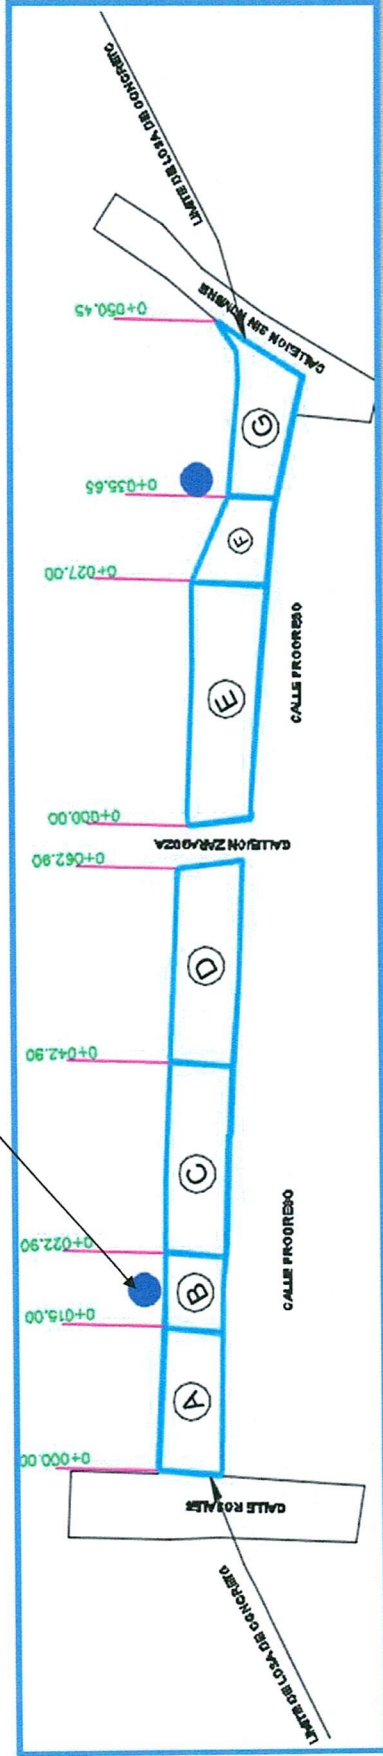 LIMITE DE LOSA DE CONCRETO
CALLE ROSALES
0+000.00
A
0+015.00
B
0+022.90
C
CALLE PROGRESO
0+042.90
D
0+062.90
CALLEJON ZARAGOZA
0+000.00
E
CALLE PROGRESO
0+027.00
F
0+035.65
G
0+050.45
CALLEJON SIN NOMBRE
LIMITE DE LOSA DE CONCRETO